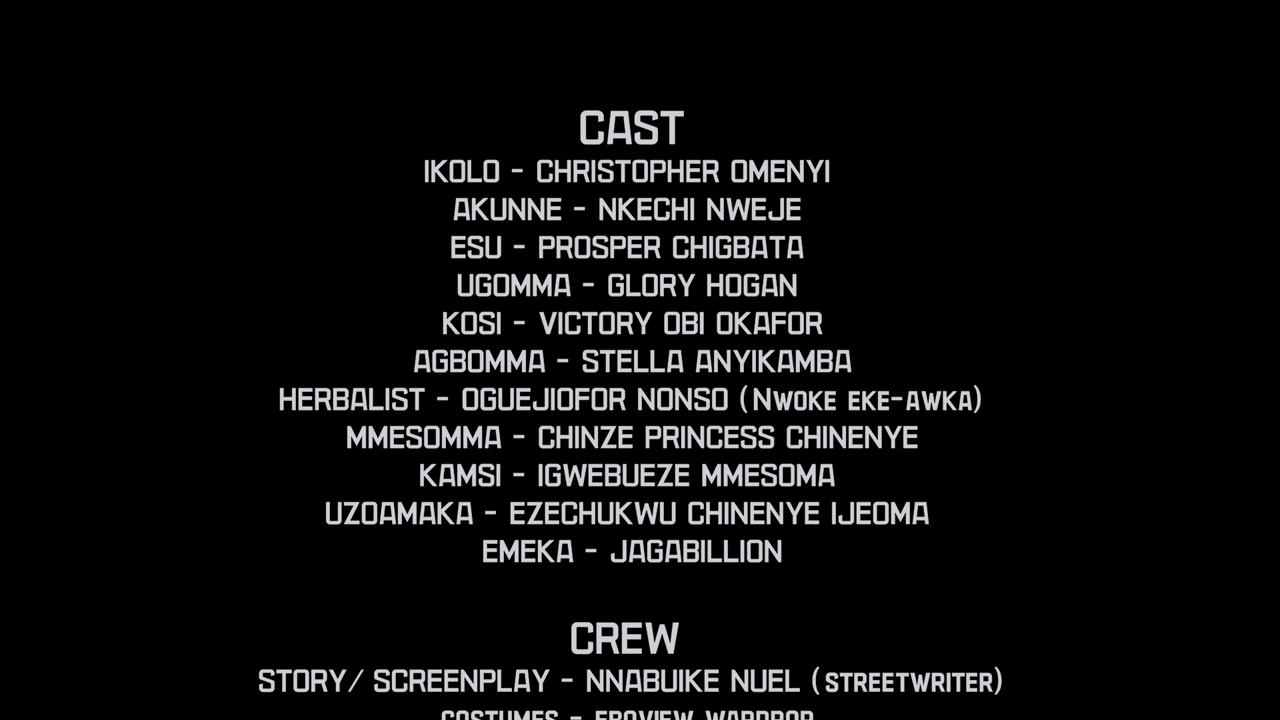 CAST
IKOLO - CHRISTOPHER OMENYI
AKUNNE - NKECHI NWEJE
ESU - PROSPER CHIGBATA
UGOMMA - GLORY HOGAN
KOSI - VICTORY OBI OKAFOR
AGBOMMA - STELLA ANYIKAMBA
HERBALIST - OGUEJIOFOR NONSO (NWOKE EKE-AWKA)
MMESOMMA - CHINZE PRINCESS CHINENYE
KAMSI - IGWEBUEZE MMESOMA
UZOAMAKA - EZECHUKWU CHINENYE IJEOMA
EMEKA - JAGABILLION
CREW
STORY/ SCREENPLAY - NNABUIKE NUEL (STREETWRITER)
COSTUMES -